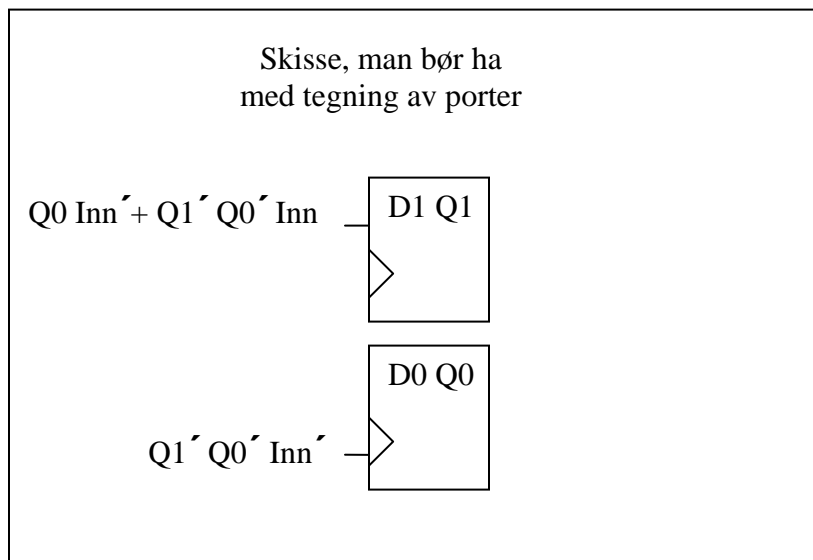 Skisse, man bør ha
med tegning av porter
Q0 Inn´+ Q1´ Q0´ Inn
D1 Q1
D0 Q0
Q1´ Q0´ Inn´